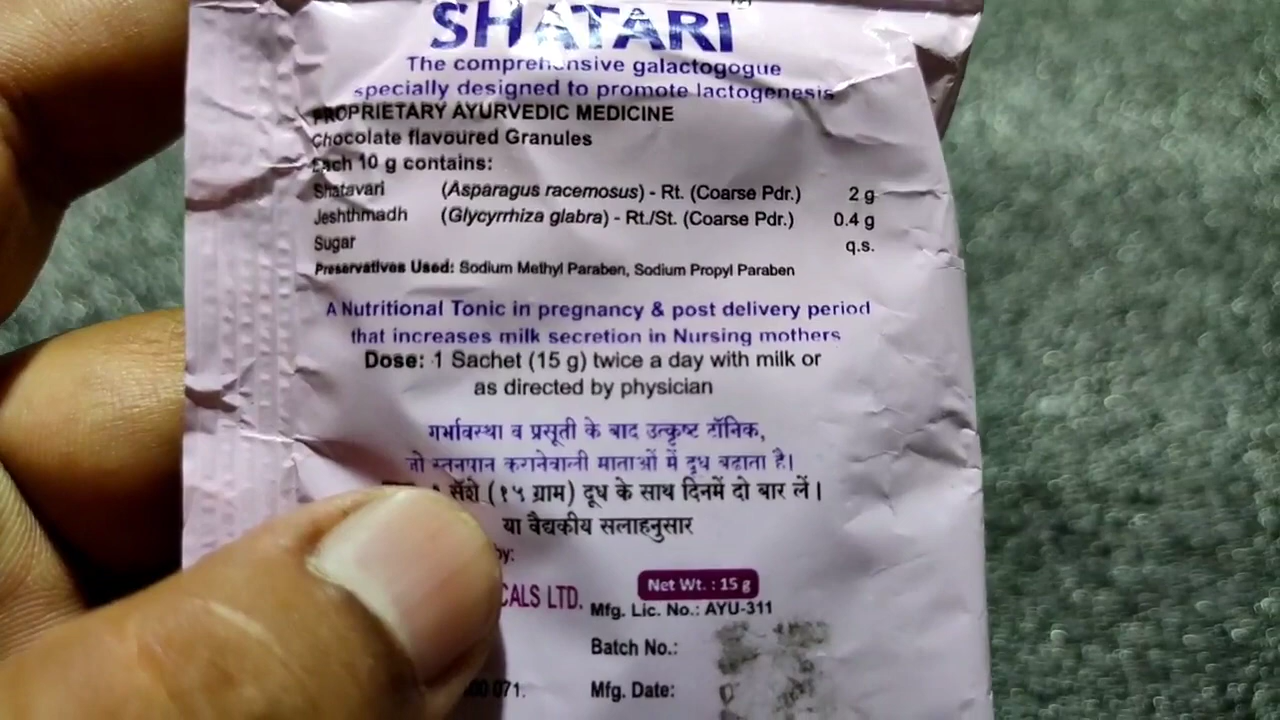 SHATARI
The comprehensive galactogogue
specially designed to promote lactogenesis
PROPRIETARY AYURVEDIC MEDICINE
Chocolate flavoured Granules
Each 10 g contains:
Shatavari (Asparagus racemosus) - Rt. (Coarse Pdr.) 2 g
Jeshthmadh (Glycyrrhiza glabra) - Rt./St. (Coarse Pdr.) 0.4 g
Sugar q.s.
Preservatives Used: Sodium Methyl Paraben, Sodium Propyl Paraben
A Nutritional Tonic in pregnancy & post delivery period
that increases milk secretion in Nursing mothers
Dose: 1 Sachet (15 g) twice a day with milk or
as directed by physician
गर्भावस्था व प्रसूती के बाद उत्कृष्ट टॉनिक,
जो स्तनपान करानेवाली माताओं में दूध बढाता है।
सॅशे (१५ ग्राम) दूध के साथ दिनमें दो बार लें।
या वैद्यकीय सलाहनुसार
by:
CALS LTD.
Net Wt. : 15 g
Mfg. Lic. No.: AYU-311
Batch No.:
071.
Mfg. Date: